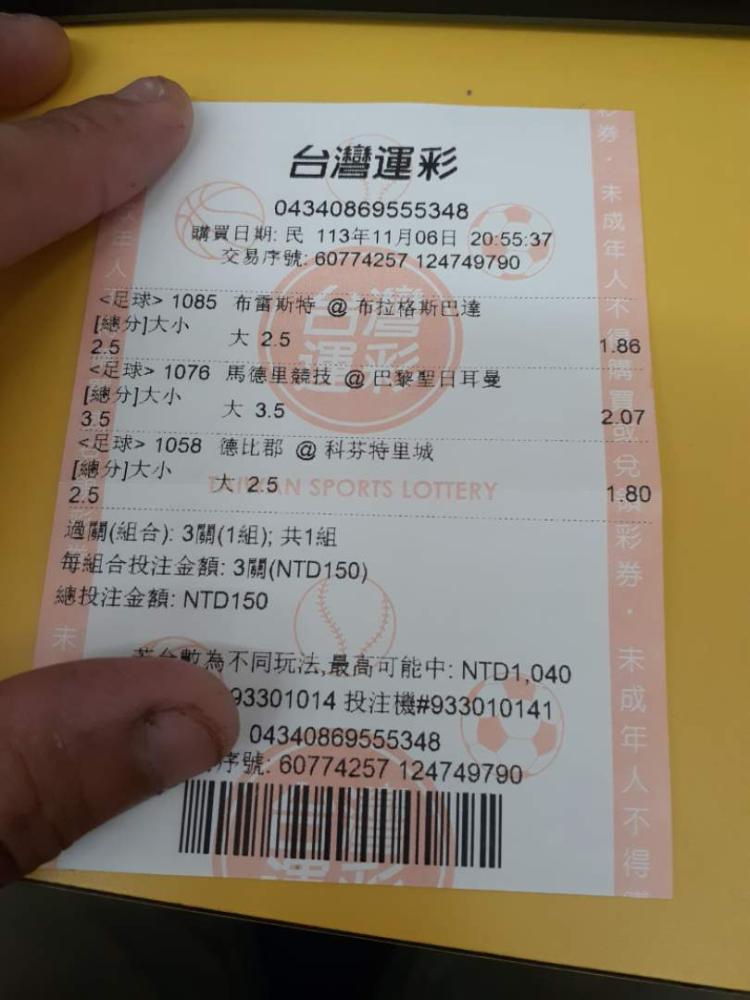 台灣運彩
04340869555348
購買日期: 民 113年11月06日 20:55:37
交易序號: 60774257 124749790
<足球> 1085 布雷斯特 @ 布拉格斯巴達
[總分]大小 大 2.5
2.5 1.86
<足球> 1076 馬德里競技 @ 巴黎聖日耳曼
[總分]大小 大 3.5
3.5 2.07
<足球> 1058 德比郡 @ 科芬特里城
[總分]大小 大 2.5
2.5 1.80
TAIWAN SPORTS LOTTERY
過關(組合): 3關(1組); 共1組
每組合投注金額: 3關(NTD150)
總投注金額: NTD150
數為不同玩法,最高可能中: NTD1,040
93301014 投注機#933010141
04340869555348
序號: 60774257 124749790
台灣運彩
彩券・未成年人不得購買或兌領彩券・未成年人不得